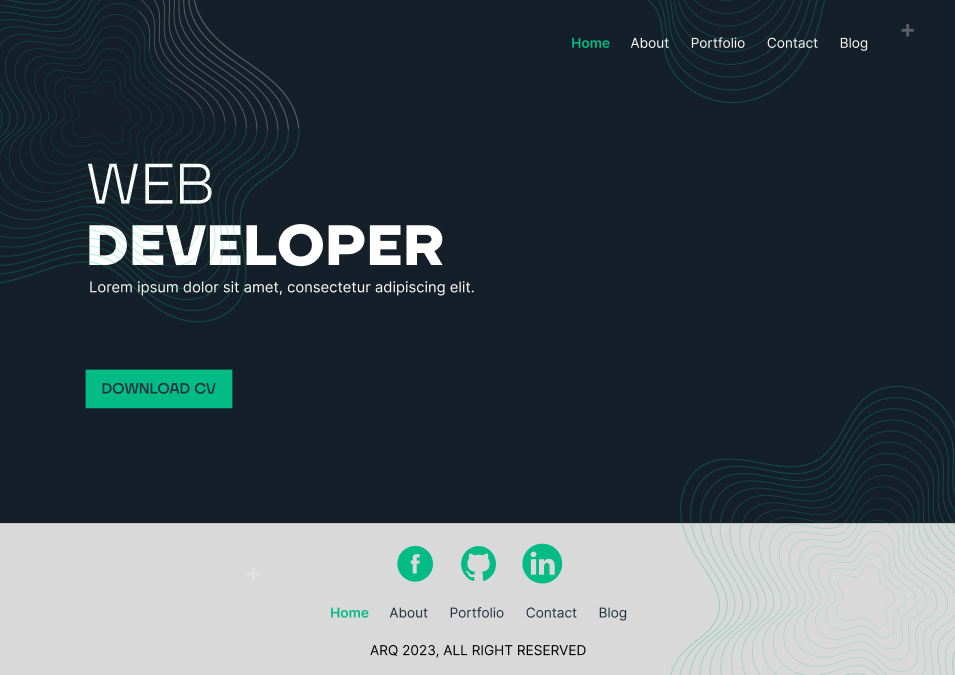 Home About Portfolio Contact Blog
WEB
DEVELOPER
Lorem ipsum dolor sit amet, consectetur adipiscing elit.
DOWNLOAD CV
f in
Home About Portfolio Contact Blog
ARQ 2023, ALL RIGHT RESERVED